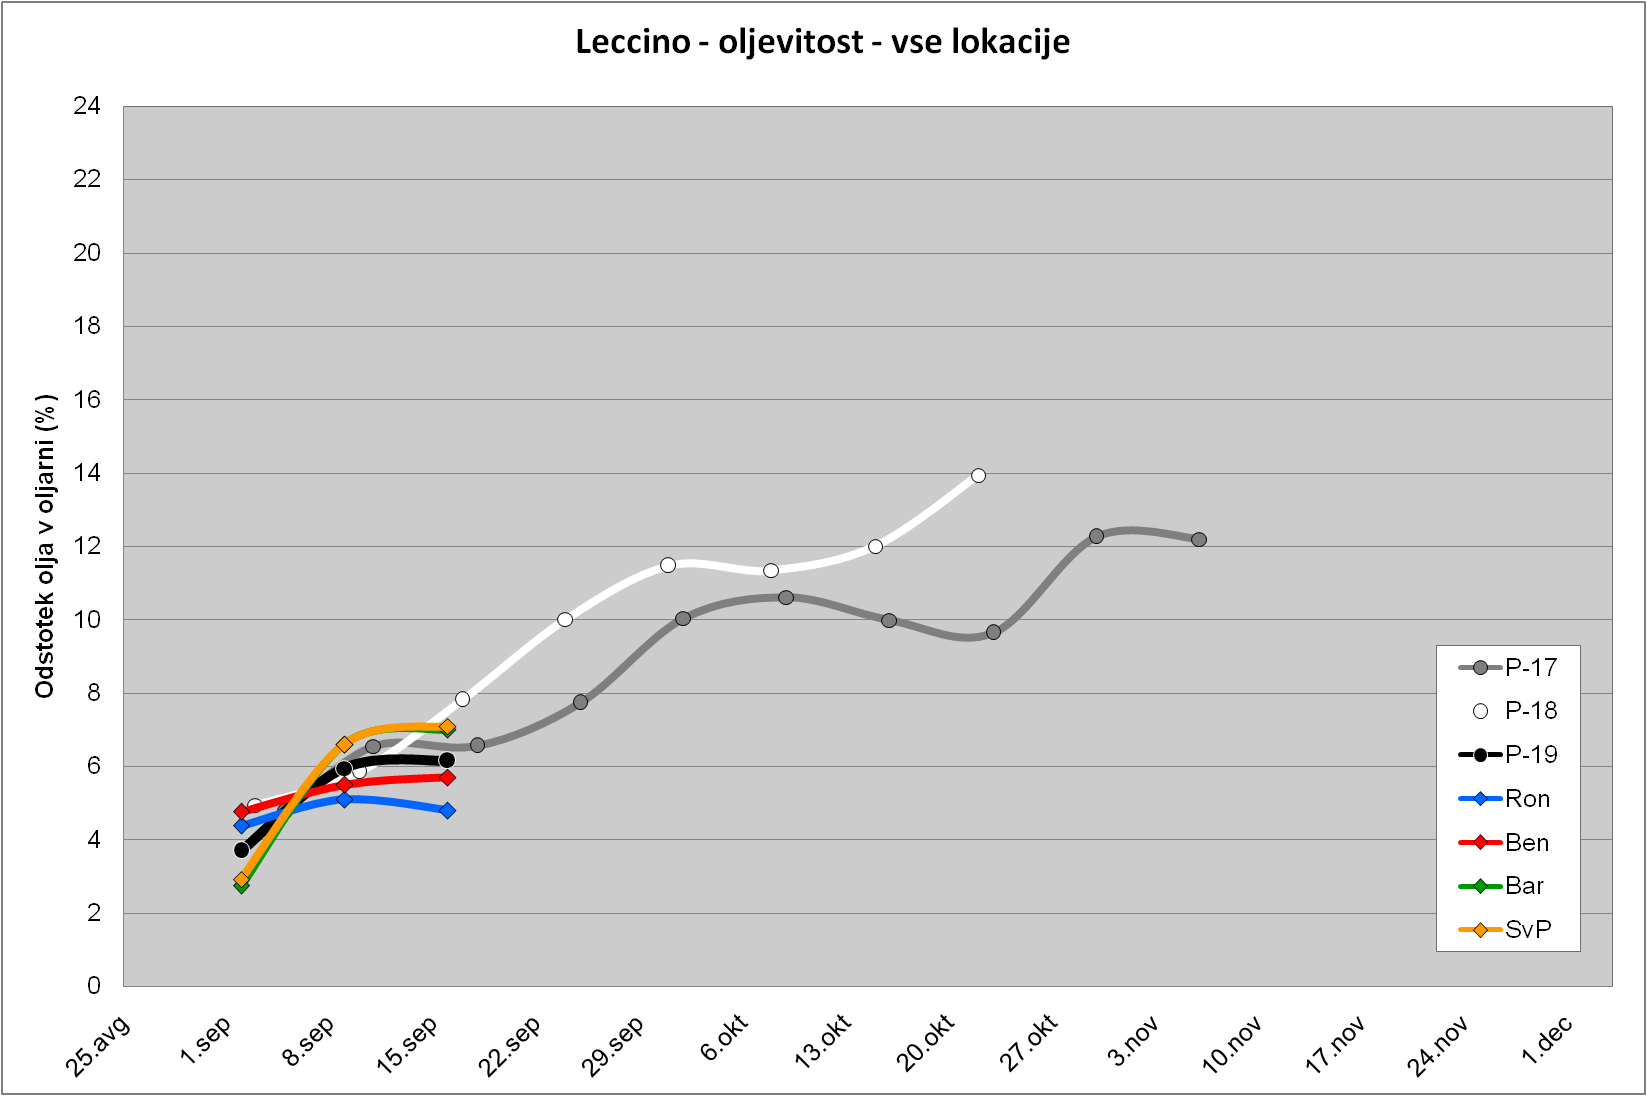 Leccino - oljevitost - vse lokacije
Odstotek olja v oljarni (%)
24
22
20
18
16
14
12
10
8
6
4
2
0
25.avg
1.sep
8.sep
15.sep
22.sep
29.sep
6.okt
13.okt
20.okt
27.okt
3.nov
10.nov
17.nov
24.nov
1.dec
P-17
P-18
P-19
Ron
Ben
Bar
SvP